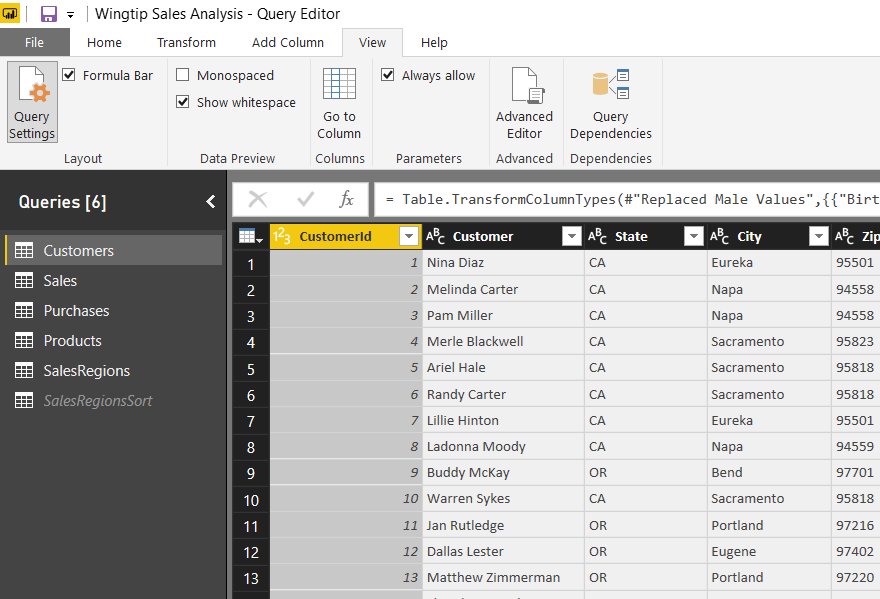 Wingtip Sales Analysis - Query Editor
File Home Transform Add Column View Help
Formula Bar Monospaced Always allow
Show whitespace
Query Settings Go to Column Advanced Editor Query Dependencies
Layout Data Preview Columns Parameters Advanced Dependencies
Queries [6]
fx = Table.TransformColumnTypes(#"Replaced Male Values",{{"Birt
Customers
Sales
Purchases
Products
SalesRegions
SalesRegionsSort
123 CustomerId ABC Customer ABC State ABC City ABC Zip
1 1 Nina Diaz CA Eureka 95501
2 2 Melinda Carter CA Napa 94558
3 3 Pam Miller CA Napa 94558
4 4 Merle Blackwell CA Sacramento 95823
5 5 Ariel Hale CA Sacramento 95818
6 6 Randy Carter CA Sacramento 95818
7 7 Lillie Hinton CA Eureka 95501
8 8 Ladonna Moody CA Napa 94559
9 9 Buddy McKay OR Bend 97701
10 10 Warren Sykes CA Sacramento 95818
11 11 Jan Rutledge OR Portland 97216
12 12 Dallas Lester OR Eugene 97402
13 13 Matthew Zimmerman OR Portland 97220